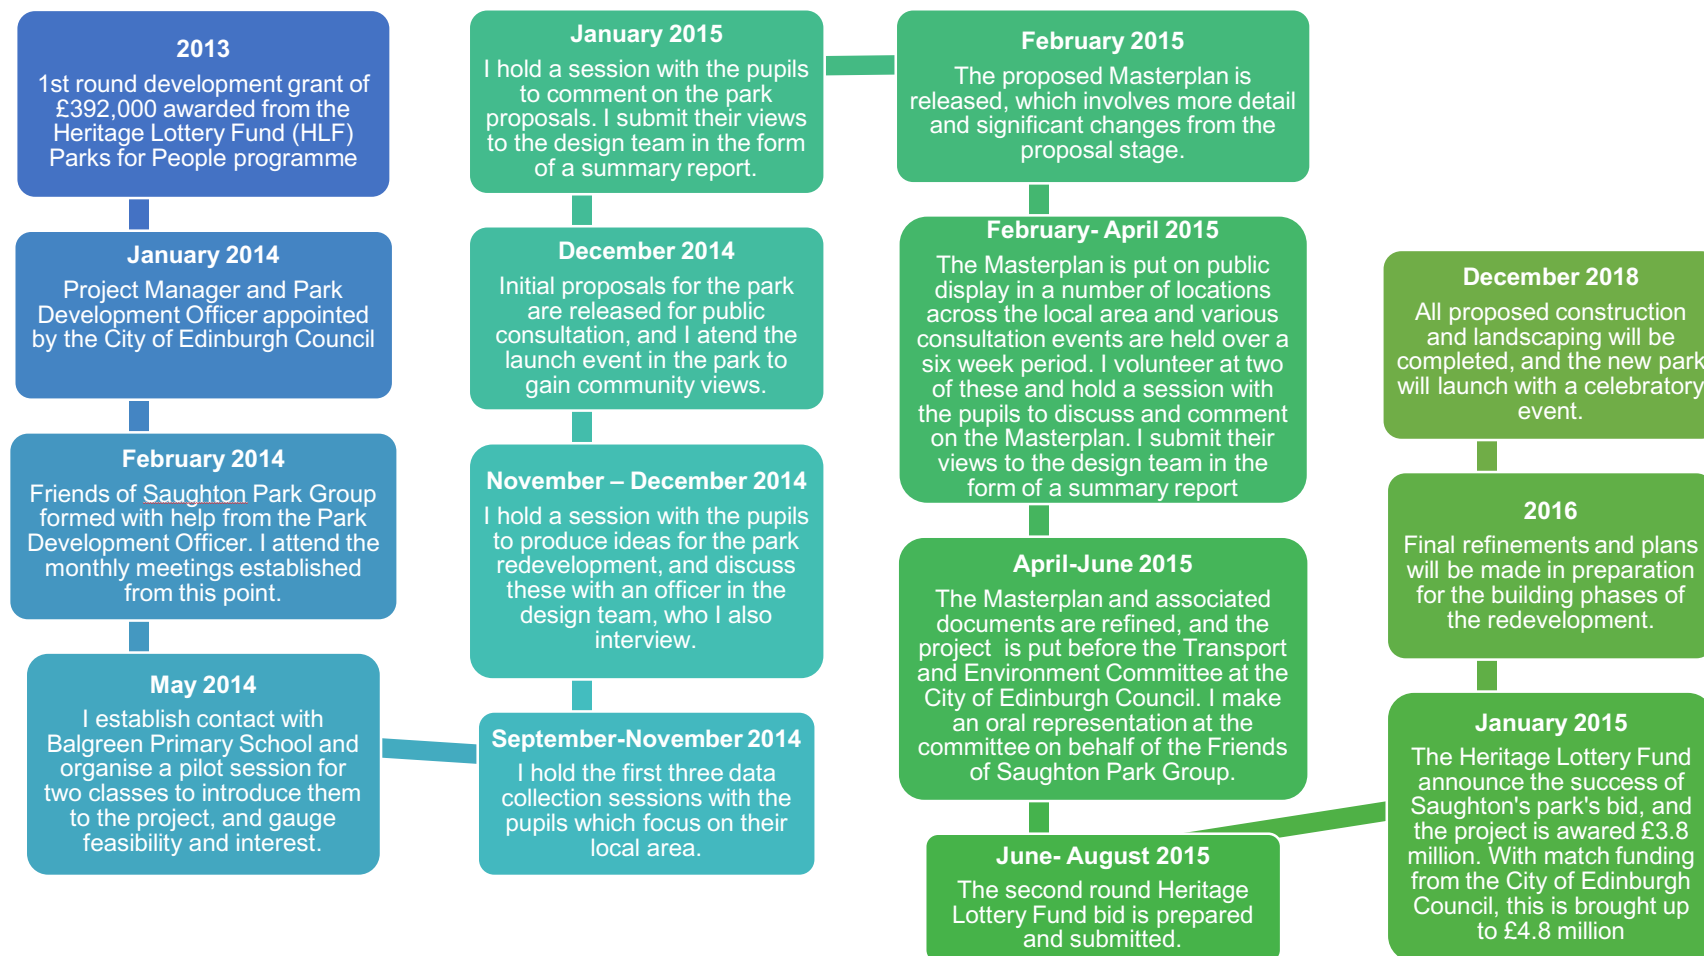 2013
1st round development grant of
£392,000 awarded from the
Heritage Lottery Fund (HLF)
Parks for People programme
January 2014
Project Manager and Park
Development Officer appointed
by the City of Edinburgh Council
February 2014
Friends of Saughton Park Group
formed with help from the Park
Development Officer. I attend the
monthly meetings established
from this point.
May 2014
I establish contact with
Balgreen Primary School and
organise a pilot session for
two classes to introduce them
to the project, and gauge
feasibility and interest.
September-November 2014
I hold the first three data
collection sessions with the
pupils which focus on their
local area.
November – December 2014
I hold a session with the pupils
to produce ideas for the park
redevelopment, and discuss
these with an officer in the
design team, who I also
interview.
December 2014
Initial proposals for the park
are released for public
consultation, and I atend the
launch event in the park to
gain community views.
January 2015
I hold a session with the pupils
to comment on the park
proposals. I submit their views
to the design team in the form
of a summary report.
February 2015
The proposed Masterplan is
released, which involves more detail
and significant changes from the
proposal stage.
February- April 2015
The Masterplan is put on public
display in a number of locations
across the local area and various
consultation events are held over a
six week period. I volunteer at two
of these and hold a session with
the pupils to discuss and comment
on the Masterplan. I submit their
views to the design team in the
form of a summary report
April-June 2015
The Masterplan and associated
documents are refined, and the
project is put before the Transport
and Environment Committee at the
City of Edinburgh Council. I make
an oral representation at the
committee on behalf of the Friends
of Saughton Park Group.
June- August 2015
The second round Heritage
Lottery Fund bid is prepared
and submitted.
January 2015
The Heritage Lottery Fund
announce the success of
Saughton's park's bid, and
the project is awared £3.8
million. With match funding
from the City of Edinburgh
Council, this is brought up
to £4.8 million
2016
Final refinements and plans
will be made in preparation
for the building phases of
the redevelopment.
December 2018
All proposed construction
and landscaping will be
completed, and the new park
will launch with a celebratory
event.